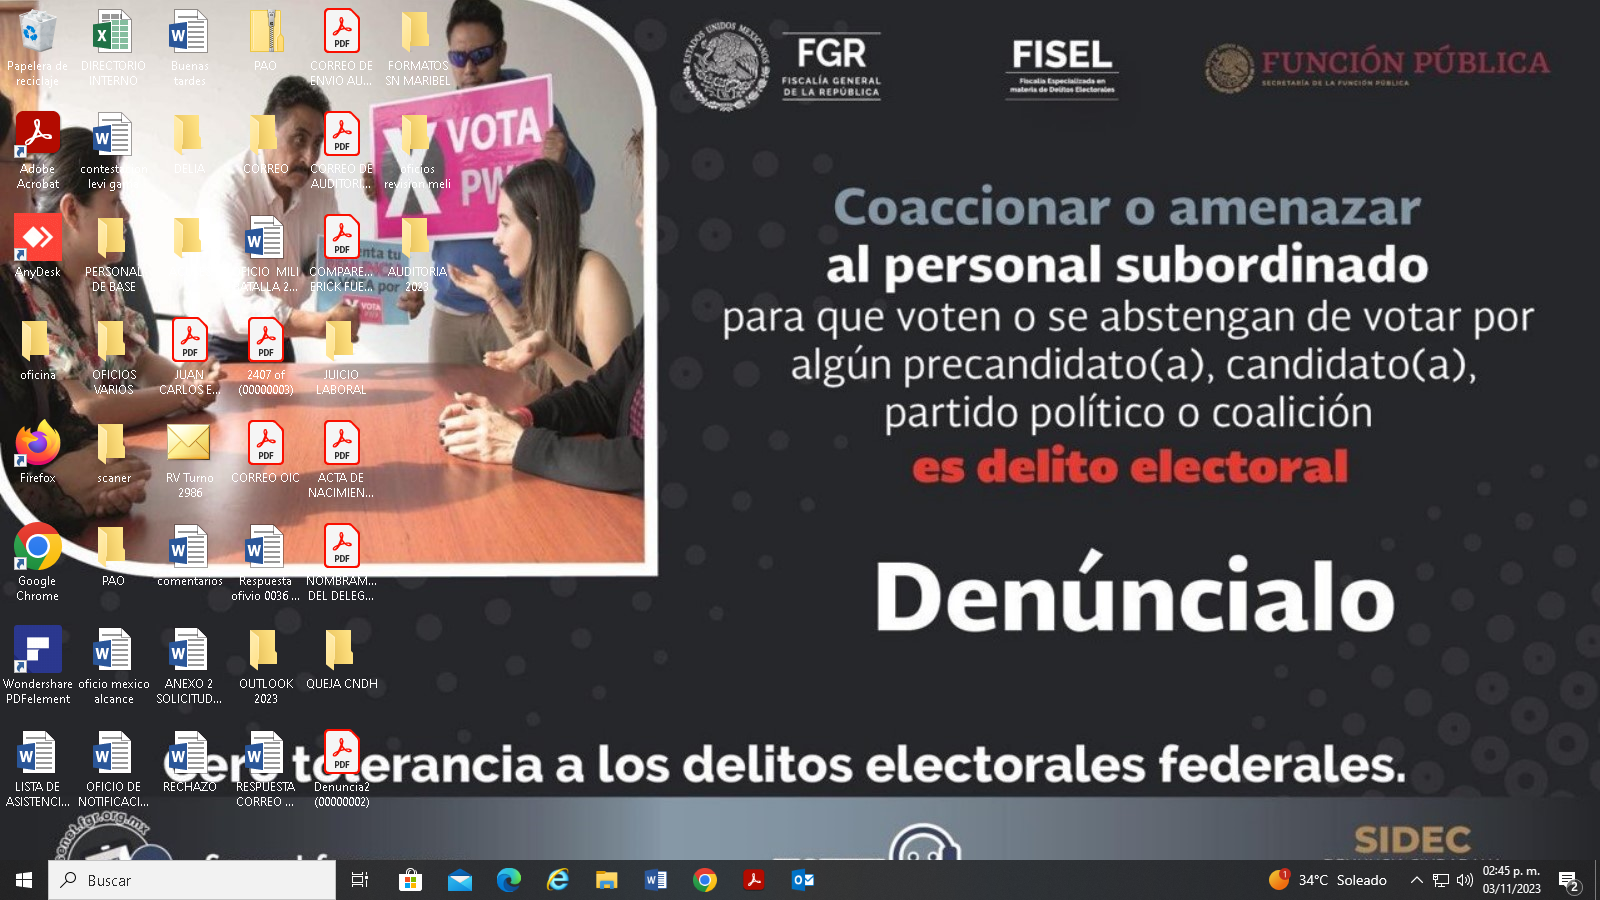 FGR
FISCALÍA GENERAL
DE LA REPÚBLICA
ESTADOS UNIDOS MEXICANOS
FISEL
Fiscalía Especializada en
materia de Delitos Electorales
FUNCIÓN PÚBLICA
SECRETARÍA DE LA FUNCIÓN PÚBLICA
VOTA
X
Coaccionar o amenazar
al personal subordinado
para que voten o se abstengan de votar por
algún precandidato(a), candidato(a),
partido político o coalición
es delito electoral
Denúncialo
Cero tolerancia a los delitos electorales federales.
SIDEC
Papelera de
reciclaje
DIRECTORIO
INTERNO
Buenas
tardes
PAO
CORREO DE
ENVIO AU...
FORMATOS
SN MARIBEL
Adobe
Acrobat
levi
DELIA
CORREO
CORREO DE
AUDITORI...
oficios
revision meli
AnyDesk
PERSONAL
DE BASE
MILI
COMPARE...
ERICK FUE...
AUDITORIA
2023
oficina
OFICIOS
VARIOS
JUAN
CARLOS E...
2407 of
(00000003)
JUICIO
LABORAL
Firefox
scaner
RV Turno
2986
CORREO OIC
ACTA DE
NACIMIEN...
Google
Chrome
PAO
comentarios
Respuesta
ofivio 0036 ...
NOMBRAM...
DEL DELEG...
Wondershare
PDFelement
oficio mexico
alcance
ANEXO 2
SOLICITUD...
OUTLOOK
2023
QUEJA CNDH
LISTA DE
ASISTENCI...
OFICIO DE
NOTIFICACI...
RECHAZO
RESPUESTA
CORREO ...
Denuncia2
(00000002)
Buscar
1
34°C Soleado
02:45 p. m.
03/11/2023
2